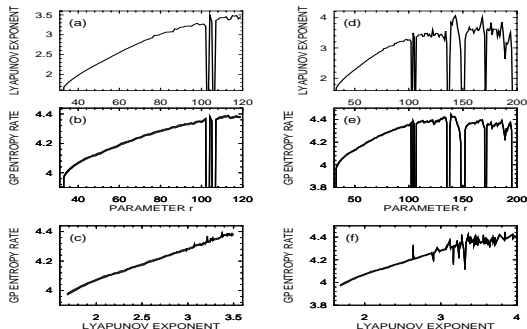 (a)
LYAPUNOV EXPONENT
3.5
3
2.5
2
40 60 80 100 120
(d)
LYAPUNOV EXPONENT
4
3
2
50 100 150 200
(b)
GP ENTROPY RATE
4.4
4.2
4
40 60 80 100 120
PARAMETER r
(e)
GP ENTROPY RATE
4.4
4.2
4
3.8
50 100 150 200
PARAMETER r
(c)
GP ENTROPY RATE
4.4
4.2
4
2 2.5 3 3.5
LYAPUNOV EXPONENT
(f)
GP ENTROPY RATE
4.4
4.2
4
3.8
2 3 4
LYAPUNOV EXPONENT